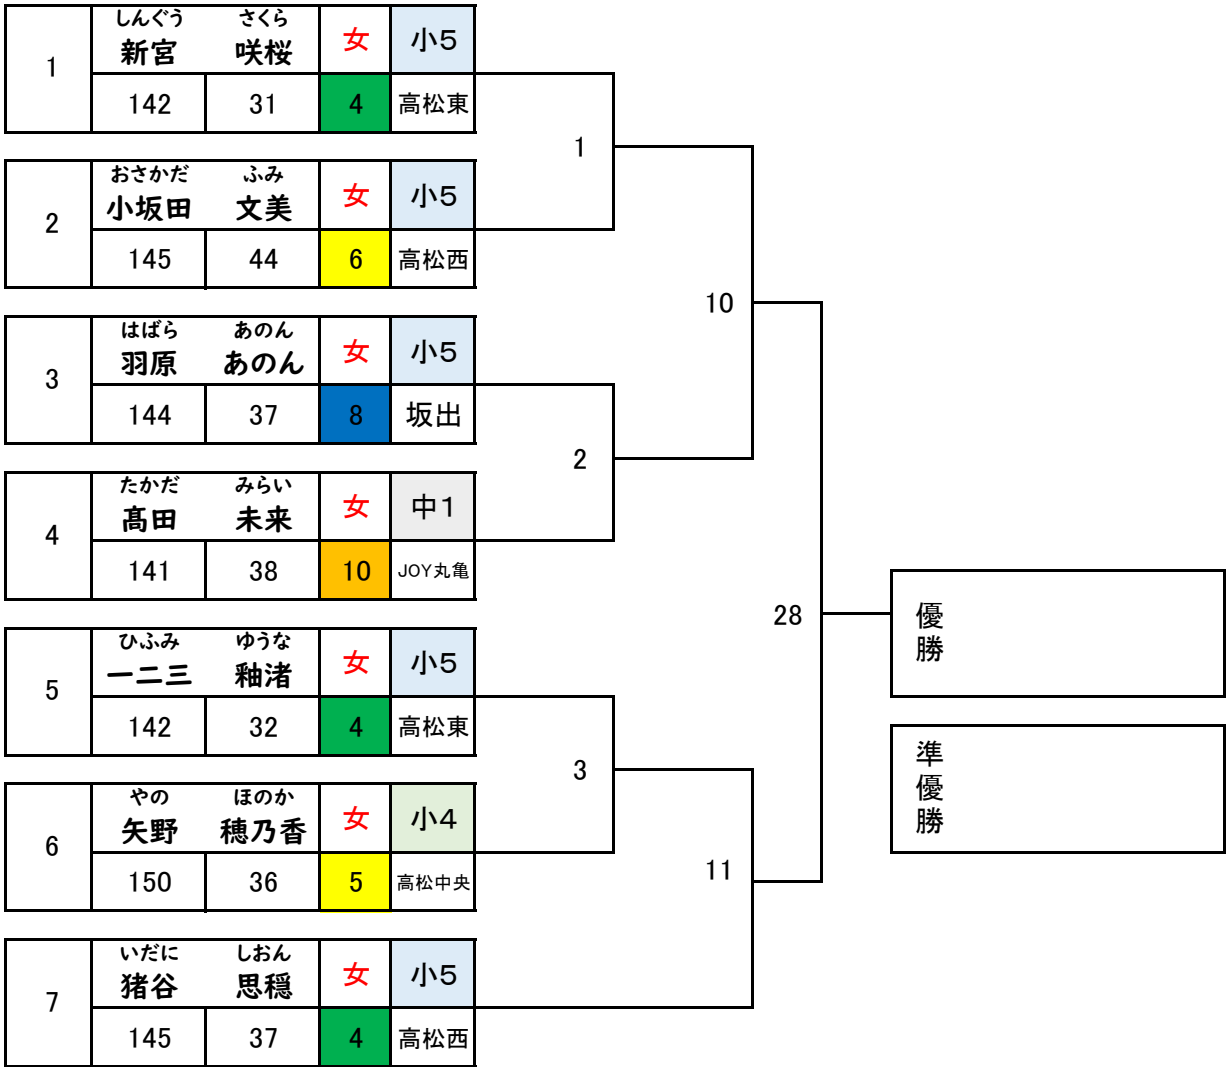 しんぐう さくら
1 新宮 咲桜 女 小5
142 31 4 高松東
1
おさかだ ふみ
2 小坂田 文美 女 小5
145 44 6 高松西
10
はばら あのん
3 羽原 あのん 女 小5
144 37 8 坂出
2
たかだ みらい
4 髙田 未来 女 中1
141 38 10 JOY丸亀
28
優勝
ひふみ ゆうな
5 一二三 釉渚 女 小5
142 32 4 高松東
3
準優勝
やの ほのか
6 矢野 穂乃香 女 小4
150 36 5 高松中央
11
いだに しおん
7 猪谷 思穏 女 小5
145 37 4 高松西